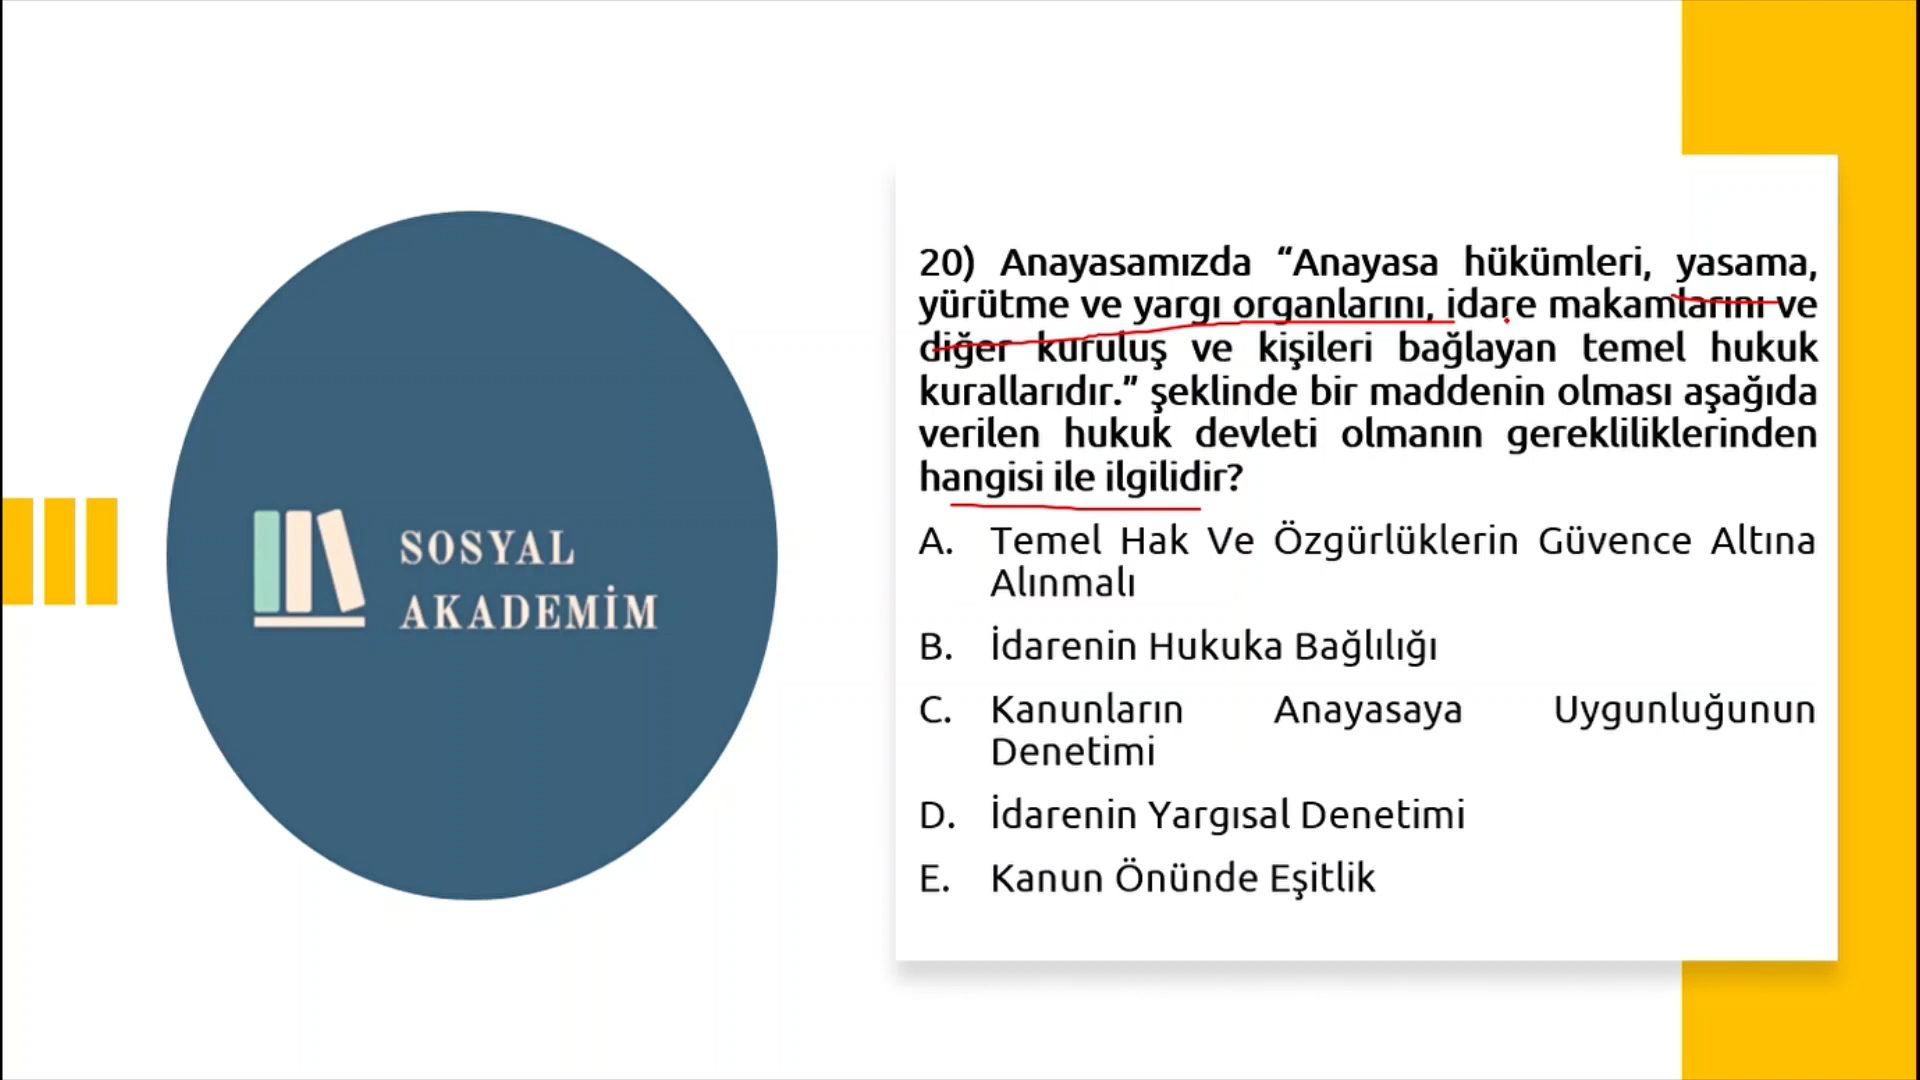 SOSYAL
AKADEMİM
20) Anayasamızda “Anayasa hükümleri, yasama,
yürütme ve yargı organlarını, idare makamlarını ve
diğer kuruluş ve kişileri bağlayan temel hukuk
kurallarıdır.” şeklinde bir maddenin olması aşağıda
verilen hukuk devleti olmanın gerekliliklerinden
hangisi ile ilgilidir?
A. Temel Hak Ve Özgürlüklerin Güvence Altına
Alınmalı
B. İdarenin Hukuka Bağlılığı
C. Kanunların Anayasaya Uygunluğunun
Denetimi
D. İdarenin Yargısal Denetimi
E. Kanun Önünde Eşitlik